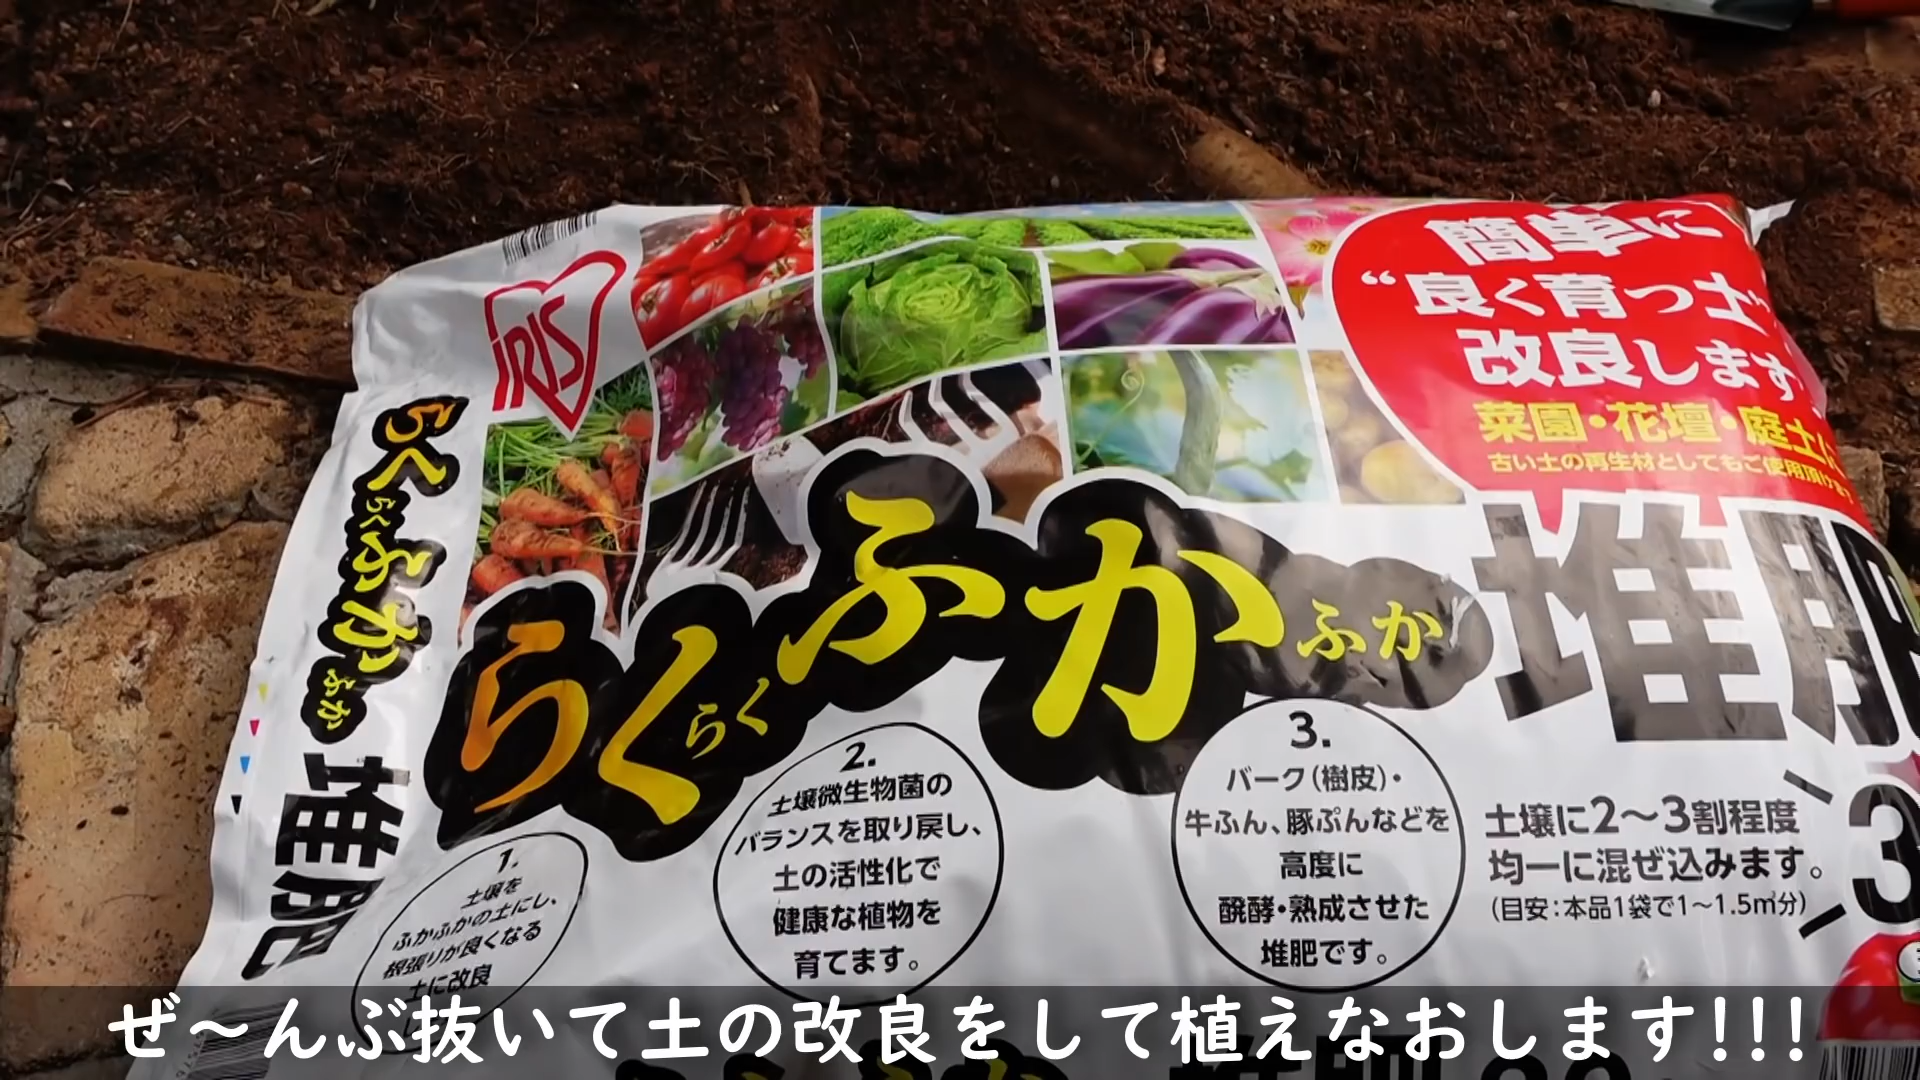 IRIS
簡単に
“良く育つ土”
改良します
菜園・花壇・庭土に
古い土の再生材としてもご使用頂けます
らくらくふかふか堆肥
らくらくふかふか堆肥
1.
土壌を
ふかふかの土にし、
根張りが良くなる
土に改良
2.
土壌微生物菌の
バランスを取り戻し、
土の活性化で
健康な植物を
育てます。
3.
バーク(樹皮)・
牛ふん、豚ぷんなどを
高度に
醗酵・熟成させた
堆肥です。
土壌に2〜3割程度
均一に混ぜ込みます。
(目安:本品1袋で1〜1.5㎡分)
3
ぜ〜んぶ抜いて土の改良をして植えなおします!!!